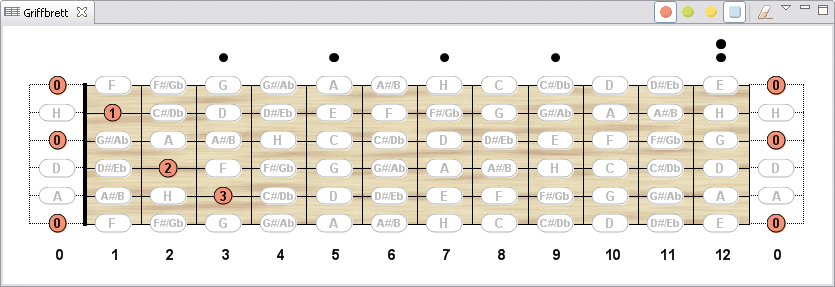 Griffbrett
0 F F#/Gb G G#/Ab A A#/B H C C#/Db D D#/Eb E 0
H 1 C#/Db D D#/Eb E F F#/Gb G G#/Ab A A#/B H H
0 G#/Ab A A#/B H C C#/Db D D#/Eb E F F#/Gb G 0
D D#/Eb 2 F F#/Gb G G#/Ab A A#/B H C C#/Db D D
A A#/B H 3 C#/Db D D#/Eb E F F#/Gb G G#/Ab A A
0 F F#/Gb G G#/Ab A A#/B H C C#/Db D D#/Eb E 0
0 1 2 3 4 5 6 7 8 9 10 11 12 0